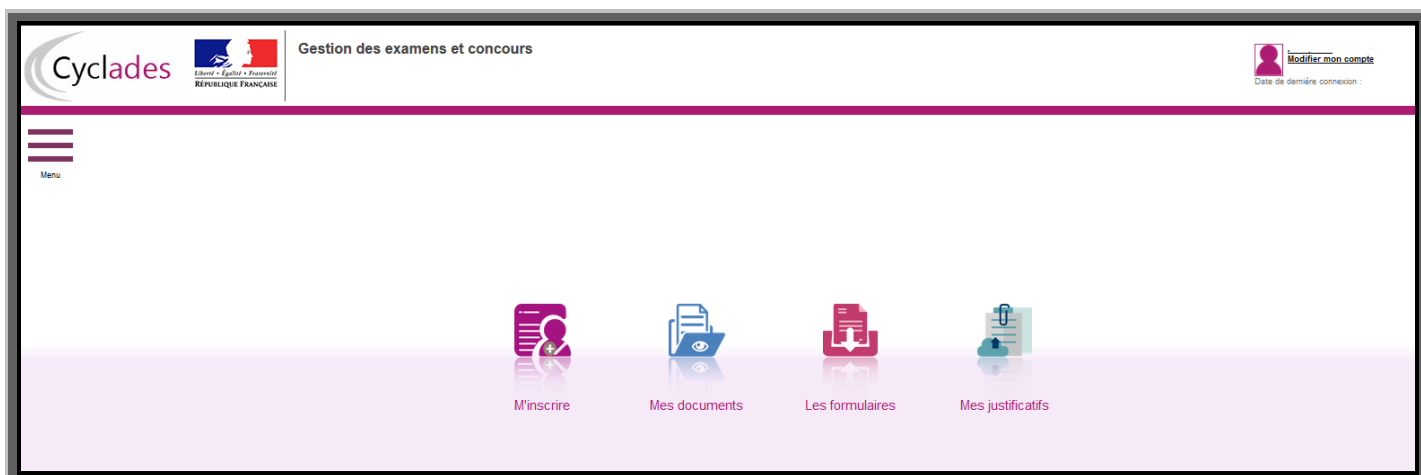 Cyclades
Liberté • Égalité • Fraternité
RÉPUBLIQUE FRANÇAISE
Gestion des examens et concours
Modifier mon compte
Date de dernière connexion :
Menu
M'inscrire
Mes documents
Les formulaires
Mes justificatifs